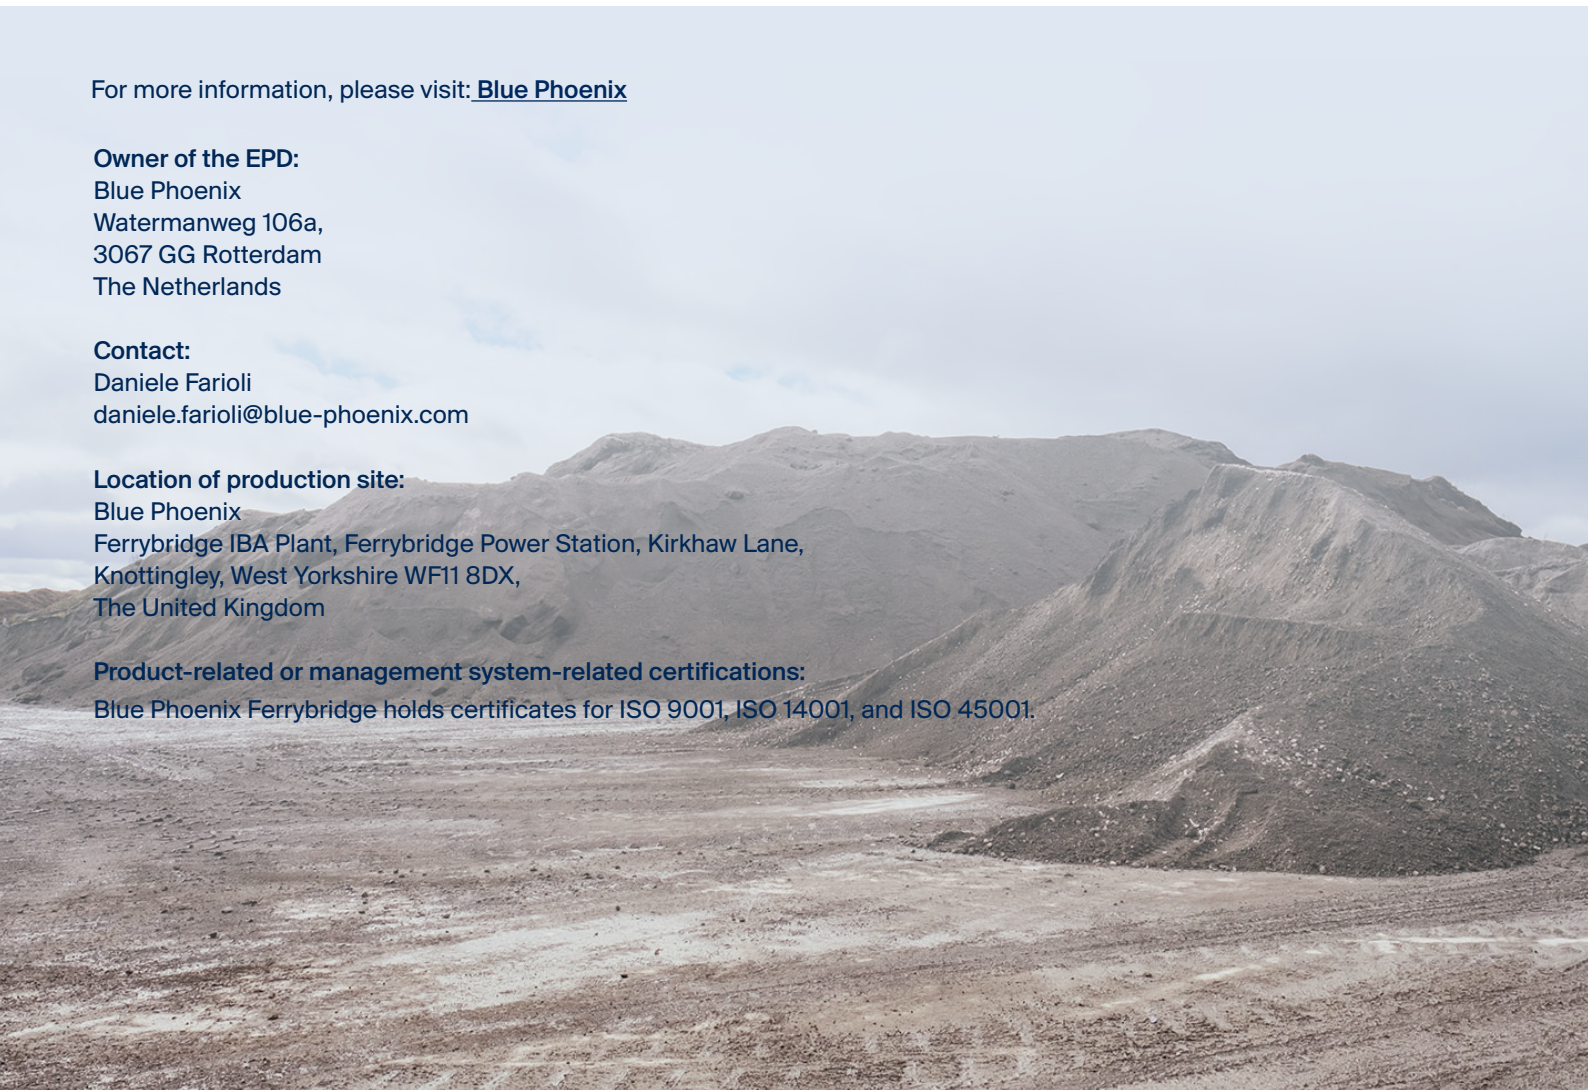 For more information, please visit: Blue Phoenix
Owner of the EPD:
Blue Phoenix
Watermanweg 106a,
3067 GG Rotterdam
The Netherlands
Contact:
Daniele Farioli
daniele.farioli@blue-phoenix.com
Location of production site:
Blue Phoenix
Ferrybridge IBA Plant, Ferrybridge Power Station, Kirkhaw Lane,
Knottingley, West Yorkshire WF11 8DX,
The United Kingdom
Product-related or management system-related certifications:
Blue Phoenix Ferrybridge holds certificates for ISO 9001, ISO 14001, and ISO 45001.